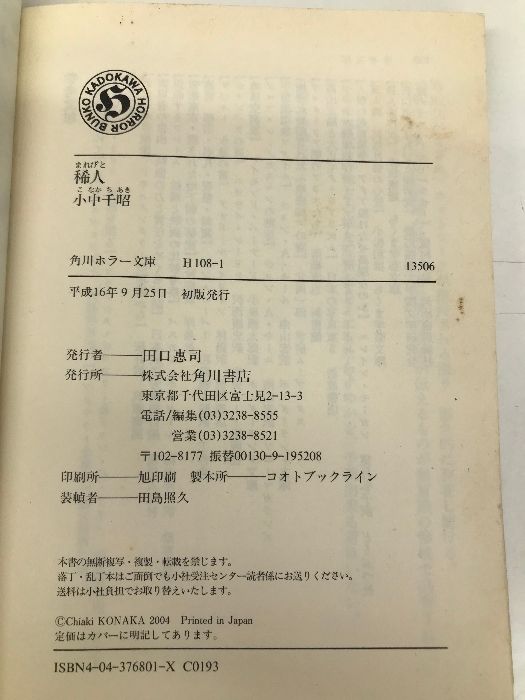 KADOKAWA HORROR BUNKO
H
まれびと
稀人
こなかちあき
小中千昭
角川ホラー文庫 H108-1 13506
平成16年9月25日 初版発行
発行者――田口惠司
発行所――株式会社角川書店
東京都千代田区富士見2-13-3
電話/編集(03)3238-8555
営業(03)3238-8521
〒102-8177 振替00130-9-195208
印刷所――旭印刷 製本所――コオトブックライン
装幀者――田島照久
本書の無断複写・複製・転載を禁じます。
落丁・乱丁本はご面倒でも小社受注センター読者係にお送りください。
送料は小社負担でお取り替えいたします。
©Chiaki KONAKA 2004 Printed in Japan
定価はカバーに明記してあります。
ISBN4-04-376801-X C0193